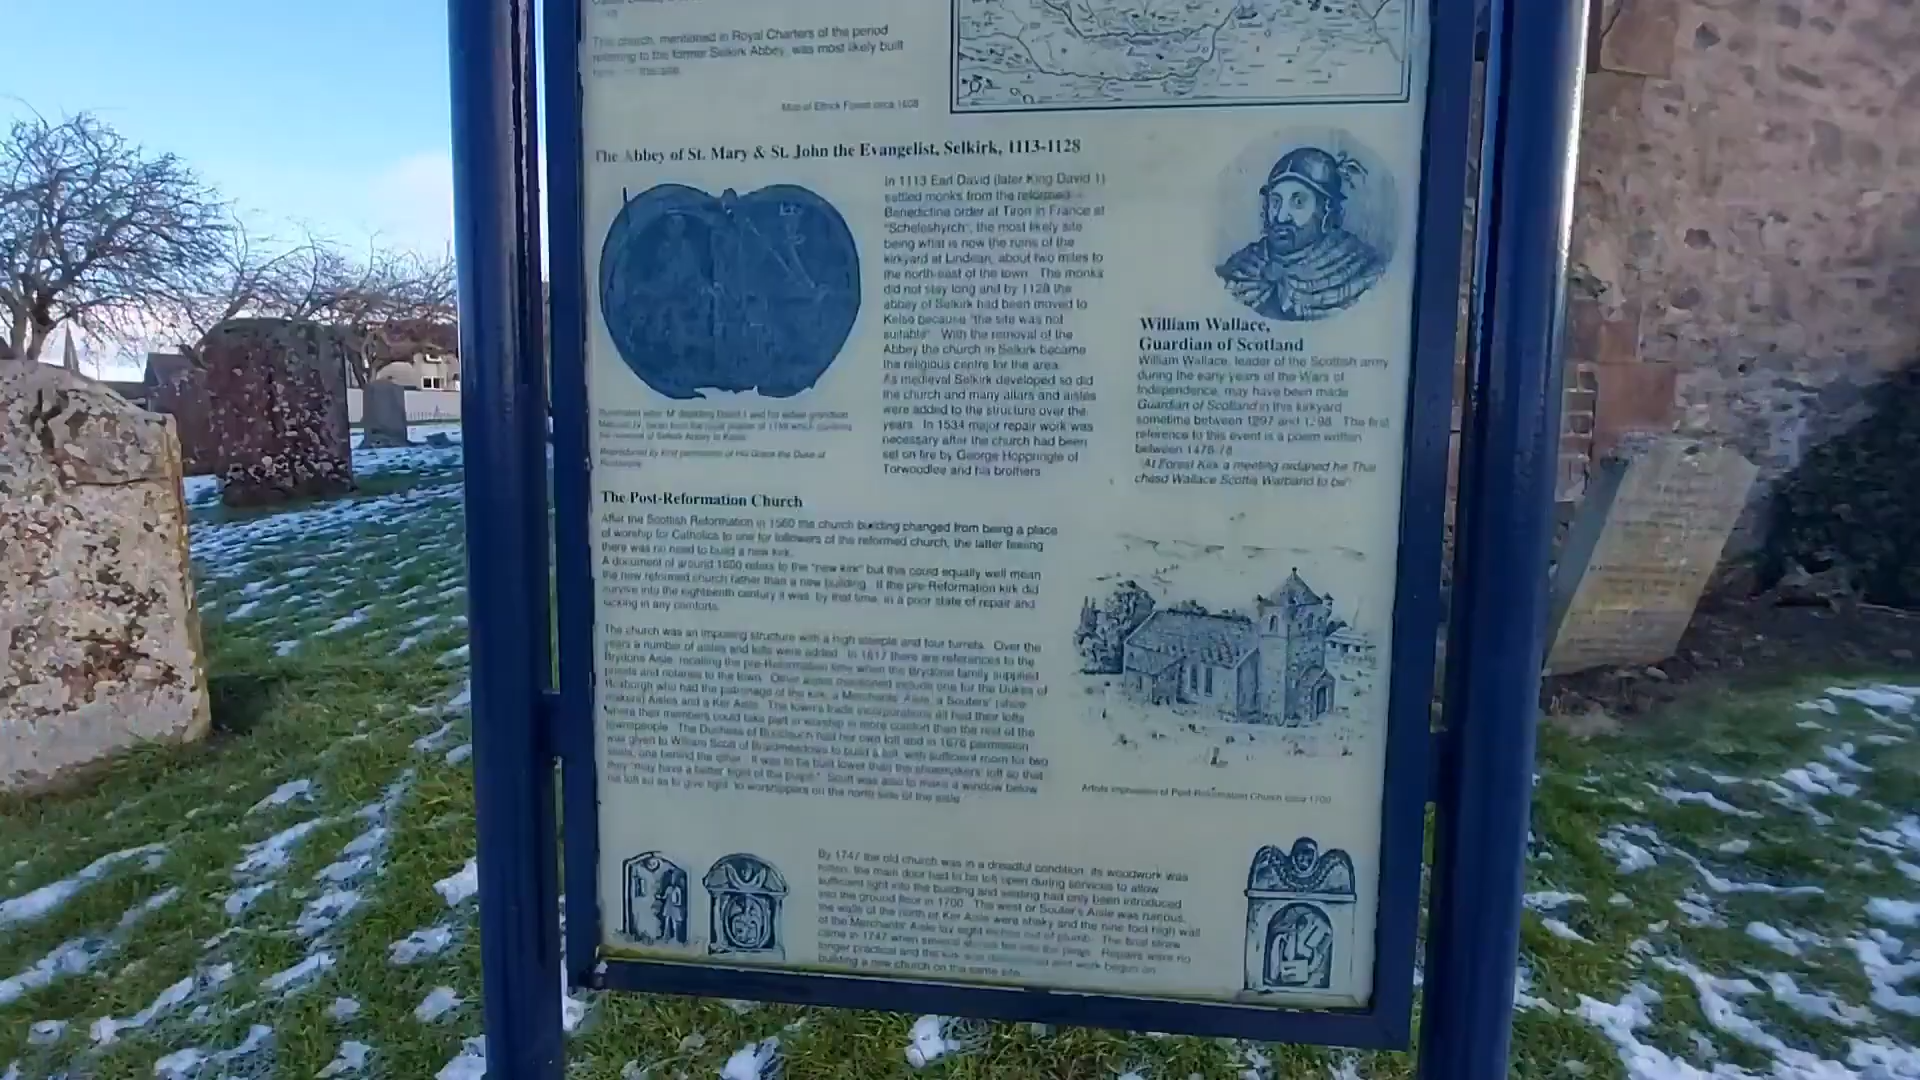 This church, mentioned in Royal Charters of the period
referring to the former Selkirk Abbey, was most likely built
this site.
Map of Ettrick Forest circa 1608
The Abbey of St. Mary & St. John the Evangelist, Selkirk, 1113-1128
In 1113 Earl David (later King David 1)
settled monks from the reformed
Benedictine order at Tiron in France at
"Scheleshyrch", the most likely site
being what is now the ruins of the
kirkyard at Lindean, about two miles to
the north-east of the town. The monks
did not stay long and by 1128 the
abbey of Selkirk had been moved to
Kelso because "the site was not
suitable". With the removal of the
Abbey the church in Selkirk became
the religious centre for the area.
As medieval Selkirk developed so did
the church and many altars and aisles
were added to the structure over the
years. In 1534 major repair work was
necessary after the church had been
set on fire by George Hoppringle of
Torwoodlee and his brothers.
Reproduced by kind permission of His Grace the Duke of
Roxburghe
William Wallace,
Guardian of Scotland
William Wallace, leader of the Scottish army
during the early years of the Wars of
Independence, may have been made
Guardian of Scotland in this kirkyard
sometime between 1297 and 1298. The first
reference to this event is a poem written
between 1476-78
"At Forest Kirk a meeting ordaned he That
chesd Wallace Scottis Warband to be"
The Post-Reformation Church
After the Scottish Reformation in 1560 the church building changed from being a place
of worship for Catholics to one for followers of the reformed church, the latter feeling
there was no need to build a new kirk.
A document of around 1600 refers to the "new kirk" but this could equally well mean
the new reformed church rather than a new building. If the pre-Reformation kirk did
survive into the eighteenth century it was, by that time, in a poor state of repair and
lacking in any comforts.
The church was an imposing structure with a high steeple and four turrets. Over the
years a number of aisles and lofts were added. In 1617 there are references to the
Brydone Aisle, recalling the pre-Reformation time when the Brydone family supplied
priests and notaries to the town. Other aisles mentioned include one for the Dukes of
Roxburgh who had the patronage of the kirk, a Merchants' Aisle, a Souters'
Aisles and a Ker Aisle. The town's trade incorporations all had their lofts
where their members could take part in worship in more comfort than the rest of the
townspeople. The Duchess of Buccleuch had her own loft and in 1676 permission
was given to William Scott of Broadmeadows to build a loft, with sufficient room for two
seats, one behind the other. It was to be built lower than the shoemakers' loft so that
they "may have a better sight of the pulpit." Scott was also to make a window below
his loft so as to give light to worshippers on the north side of the aisle.
Artists impression of Post-Reformation Church circa 1700
By 1747 the old church was in a dreadful condition, its woodwork was
rotten, the main door had to be left open during services to allow
sufficient light into the building and seating had only been introduced
into the ground floor in 1700. The west or Souter's Aisle was ruinous,
the walls of the north or Ker Aisle were shaky and the nine foot high wall
of the Merchants' Aisle lay eight inches out of plumb. The final straw
came in 1747 when several stones fell into the Repairs were no
longer practical and the kirk was demolished and work began on
building a new church on the same site.